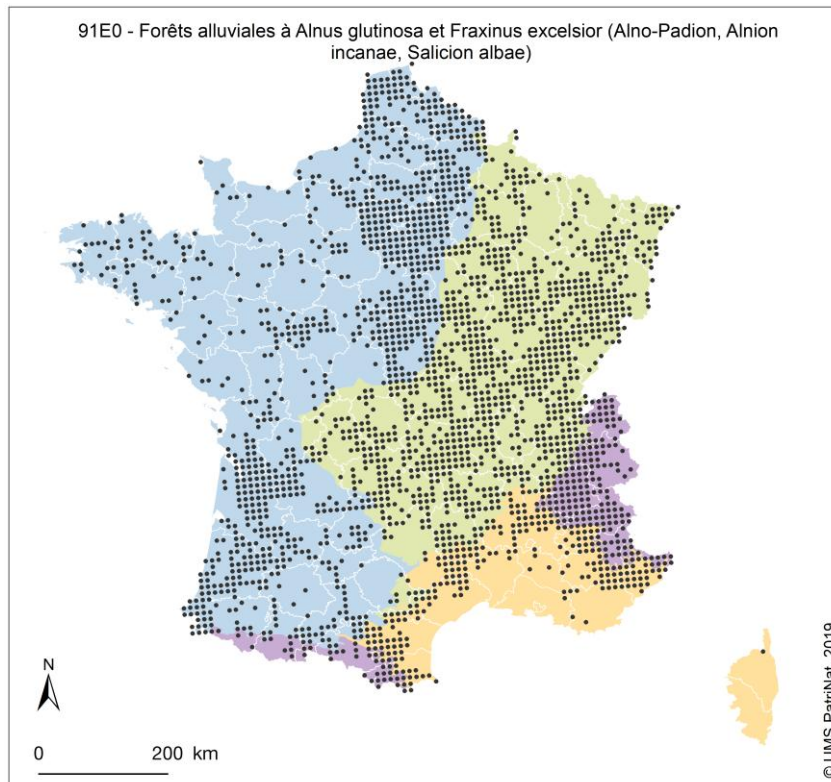 91E0 - Forêts alluviales à Alnus glutinosa et Fraxinus excelsior (Alno-Padion, Alnion
incanae, Salicion albae)
N
0 200 km
© UMS PatriNat, 2019